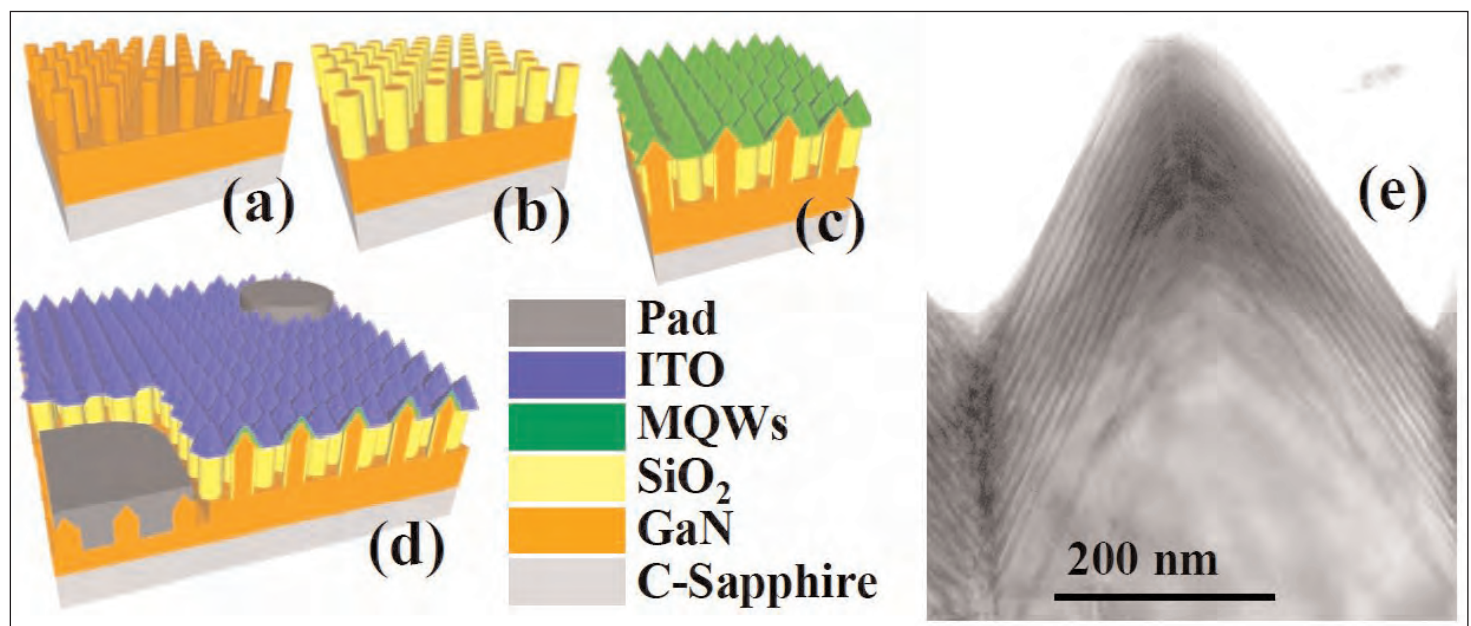 (a)
(b)
(c)
(d)
Pad
ITO
MQWs
SiO₂
GaN
C-Sapphire
(e)
200 nm